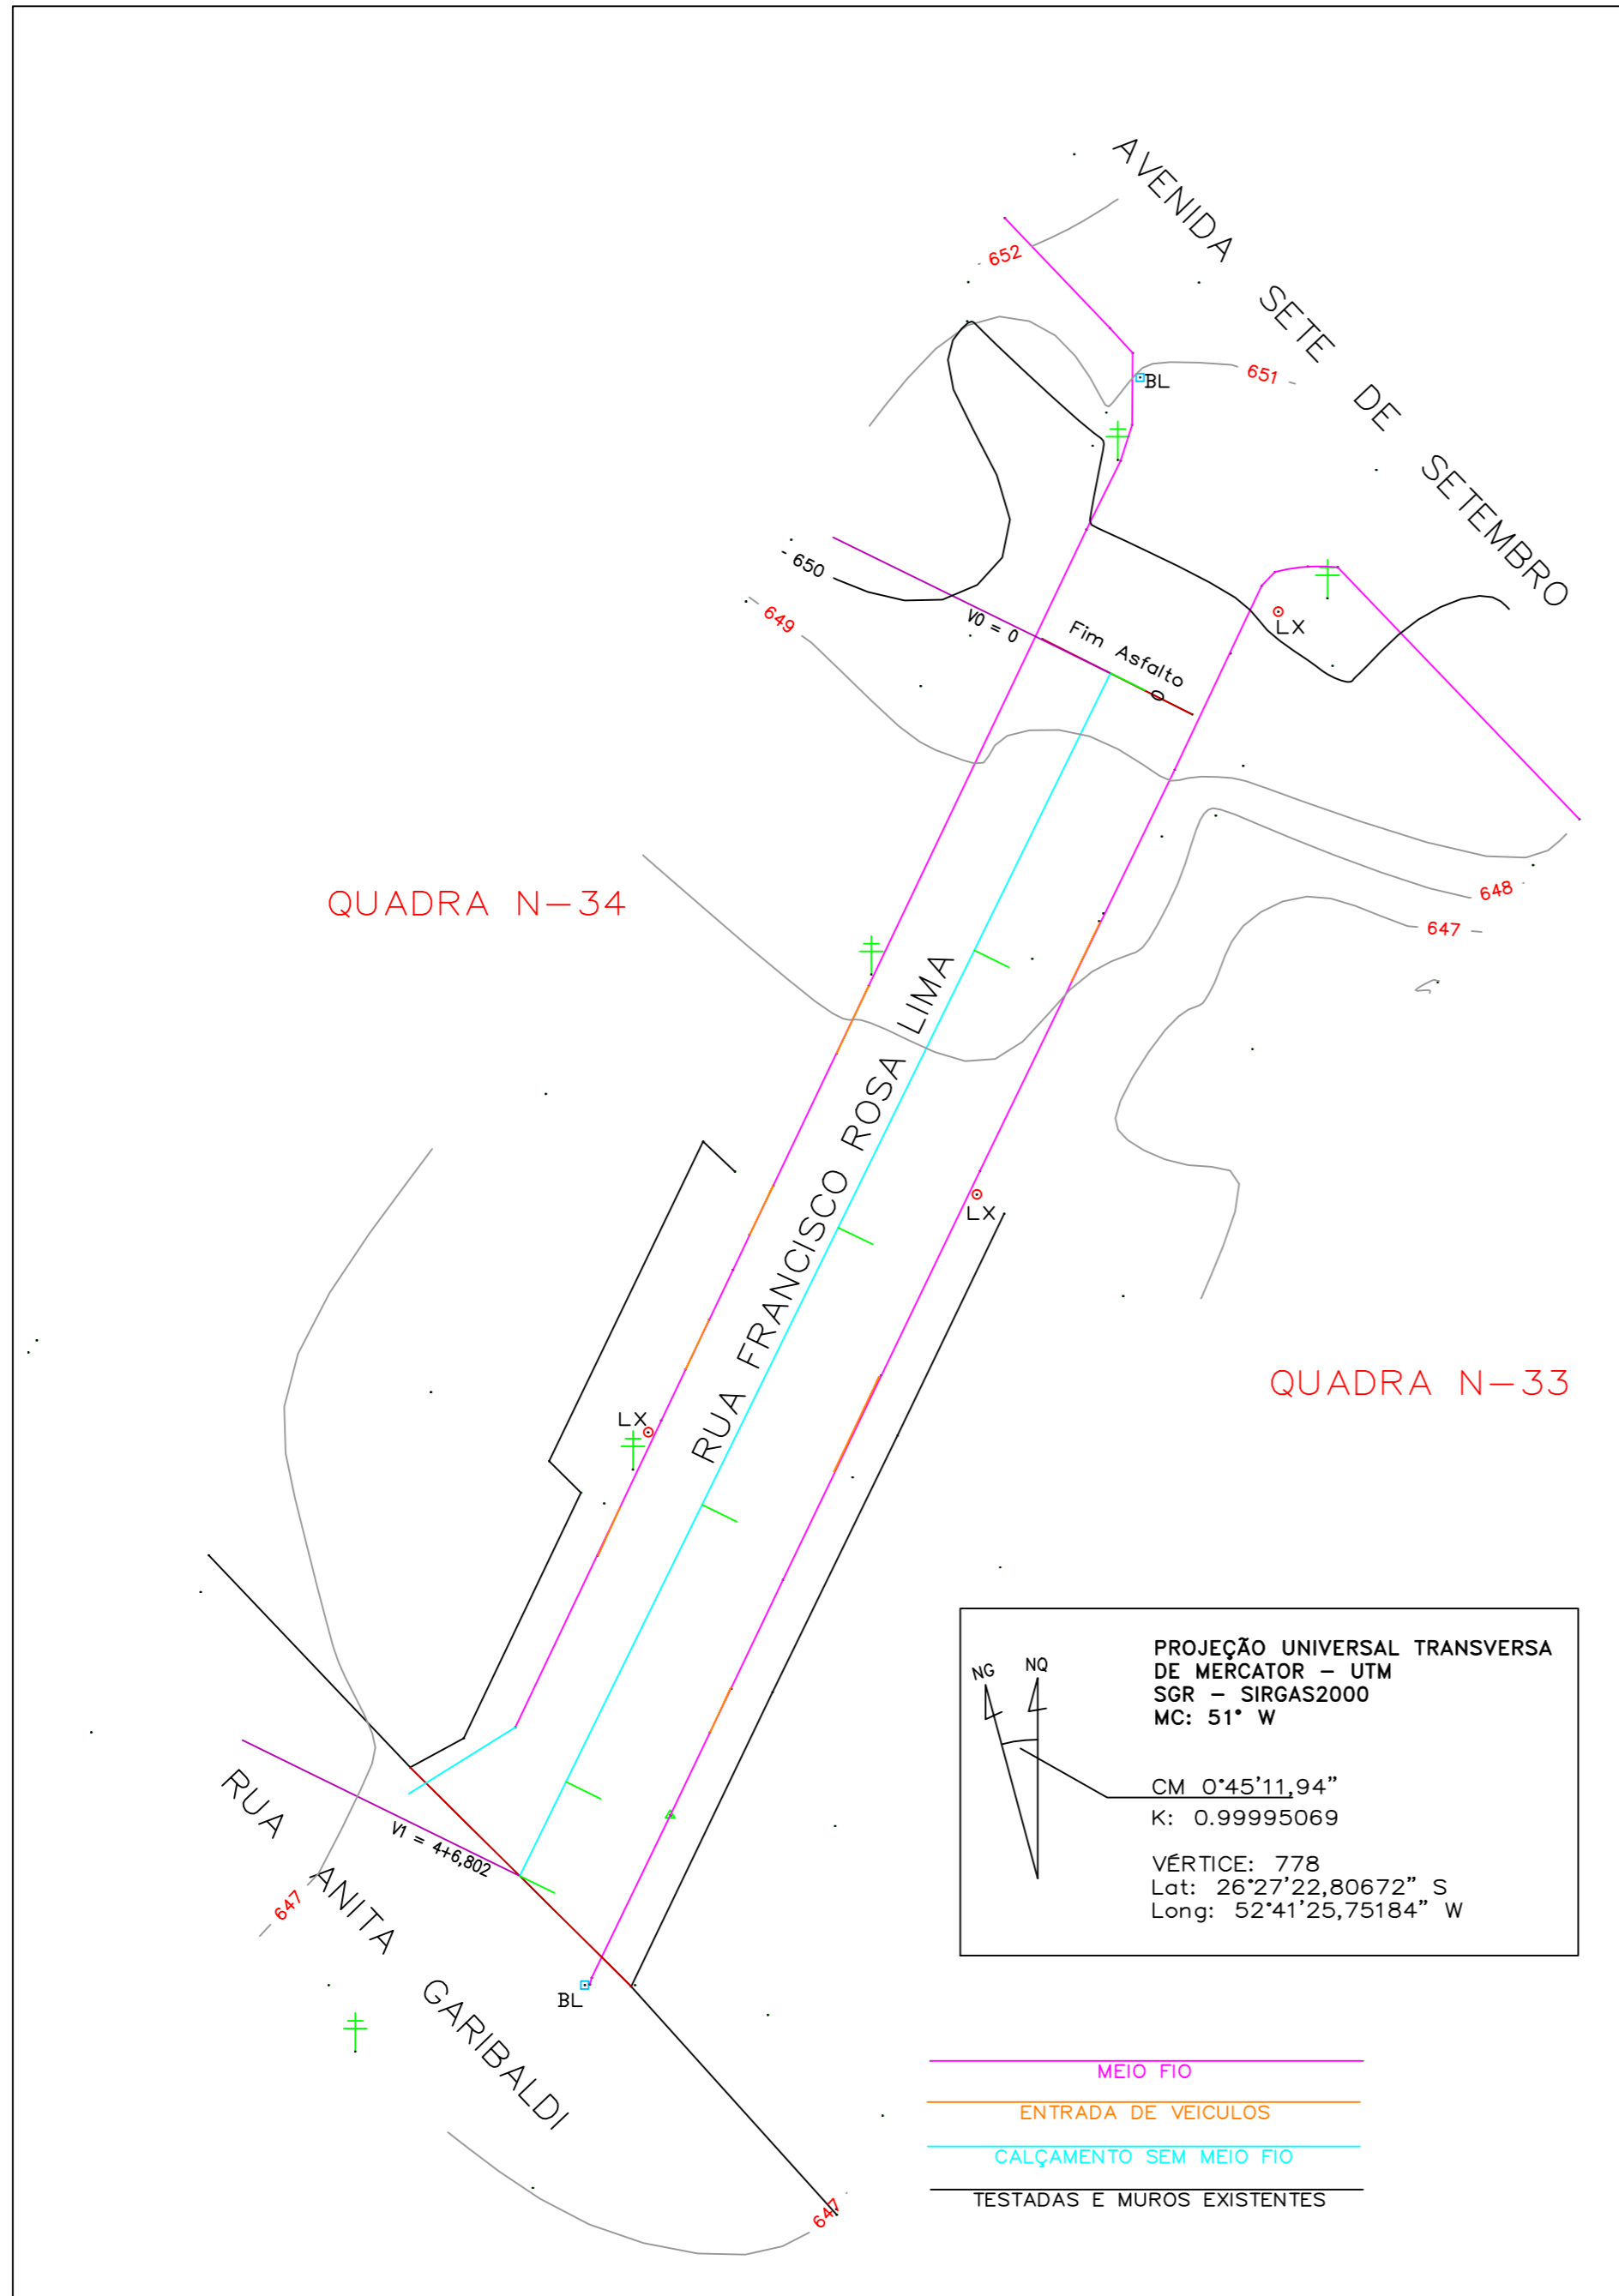 AVENIDA SETE DE SETEMBRO
652
651
BL
650
649
V0 = 0
Fim Asfalto
LX
QUADRA N-34
648
647
RUA FRANCISCO ROSA LIMA
LX
QUADRA N-33
LX
NG NQ
PROJEÇÃO UNIVERSAL TRANSVERSA
DE MERCATOR - UTM
SGR - SIRGAS2000
MC: 51° W
CM 0°45'11,94"
K: 0.99995069
VÉRTICE: 778
Lat: 26°27'22,80672" S
Long: 52°41'25,75184" W
V1 = 4+6,802
RUA ANITA GARIBALDI
647
BL
MEIO FIO
ENTRADA DE VEICULOS
CALÇAMENTO SEM MEIO FIO
TESTADAS E MUROS EXISTENTES
647